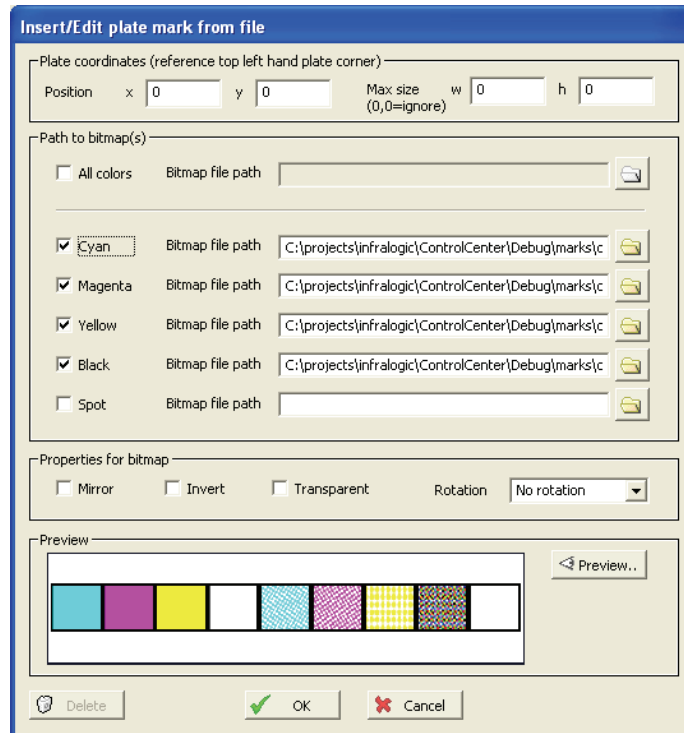 Insert/Edit plate mark from file
Plate coordinates (reference top left hand plate corner)
Position x 0 y 0 Max size w 0 h 0
(0,0=ignore)
Path to bitmap(s)
All colors Bitmap file path
Cyan Bitmap file path C:\projects\infralogic\ControlCenter\Debug\marks\c
Magenta Bitmap file path C:\projects\infralogic\ControlCenter\Debug\marks\c
Yellow Bitmap file path C:\projects\infralogic\ControlCenter\Debug\marks\c
Black Bitmap file path C:\projects\infralogic\ControlCenter\Debug\marks\c
Spot Bitmap file path
Properties for bitmap
Mirror Invert Transparent Rotation No rotation
Preview
Preview..
Delete OK Cancel